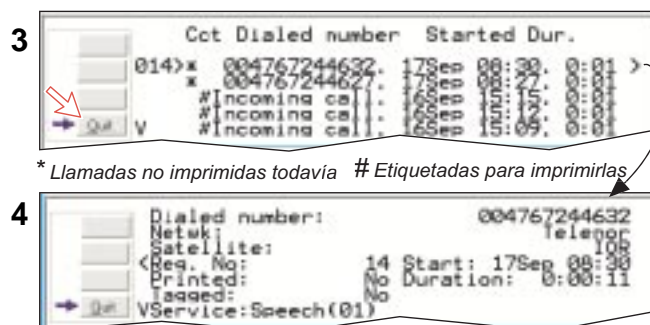 3
Cct Dialed number Started Dur.
014>* 004767244632. 17Sep 08:30. 0:01 >
* 004767244627. 17Sep 08:27. 0:01
#Incoming call. 16Sep 15:15. 0:01
#Incoming call. 16Sep 15:12. 0:01
Quit V #Incoming call. 16Sep 15:09. 0:01
* Llamadas no imprimidas todavía # Etiquetadas para imprimirlas
4
Dialed number: 004767244632
Netwk: Telenor
Satellite: IOR
<Reg. No: 14 Start: 17Sep 08:30
Printed: No Duration: 0:00:11
Tagged: No
Quit VService:Speech(01)